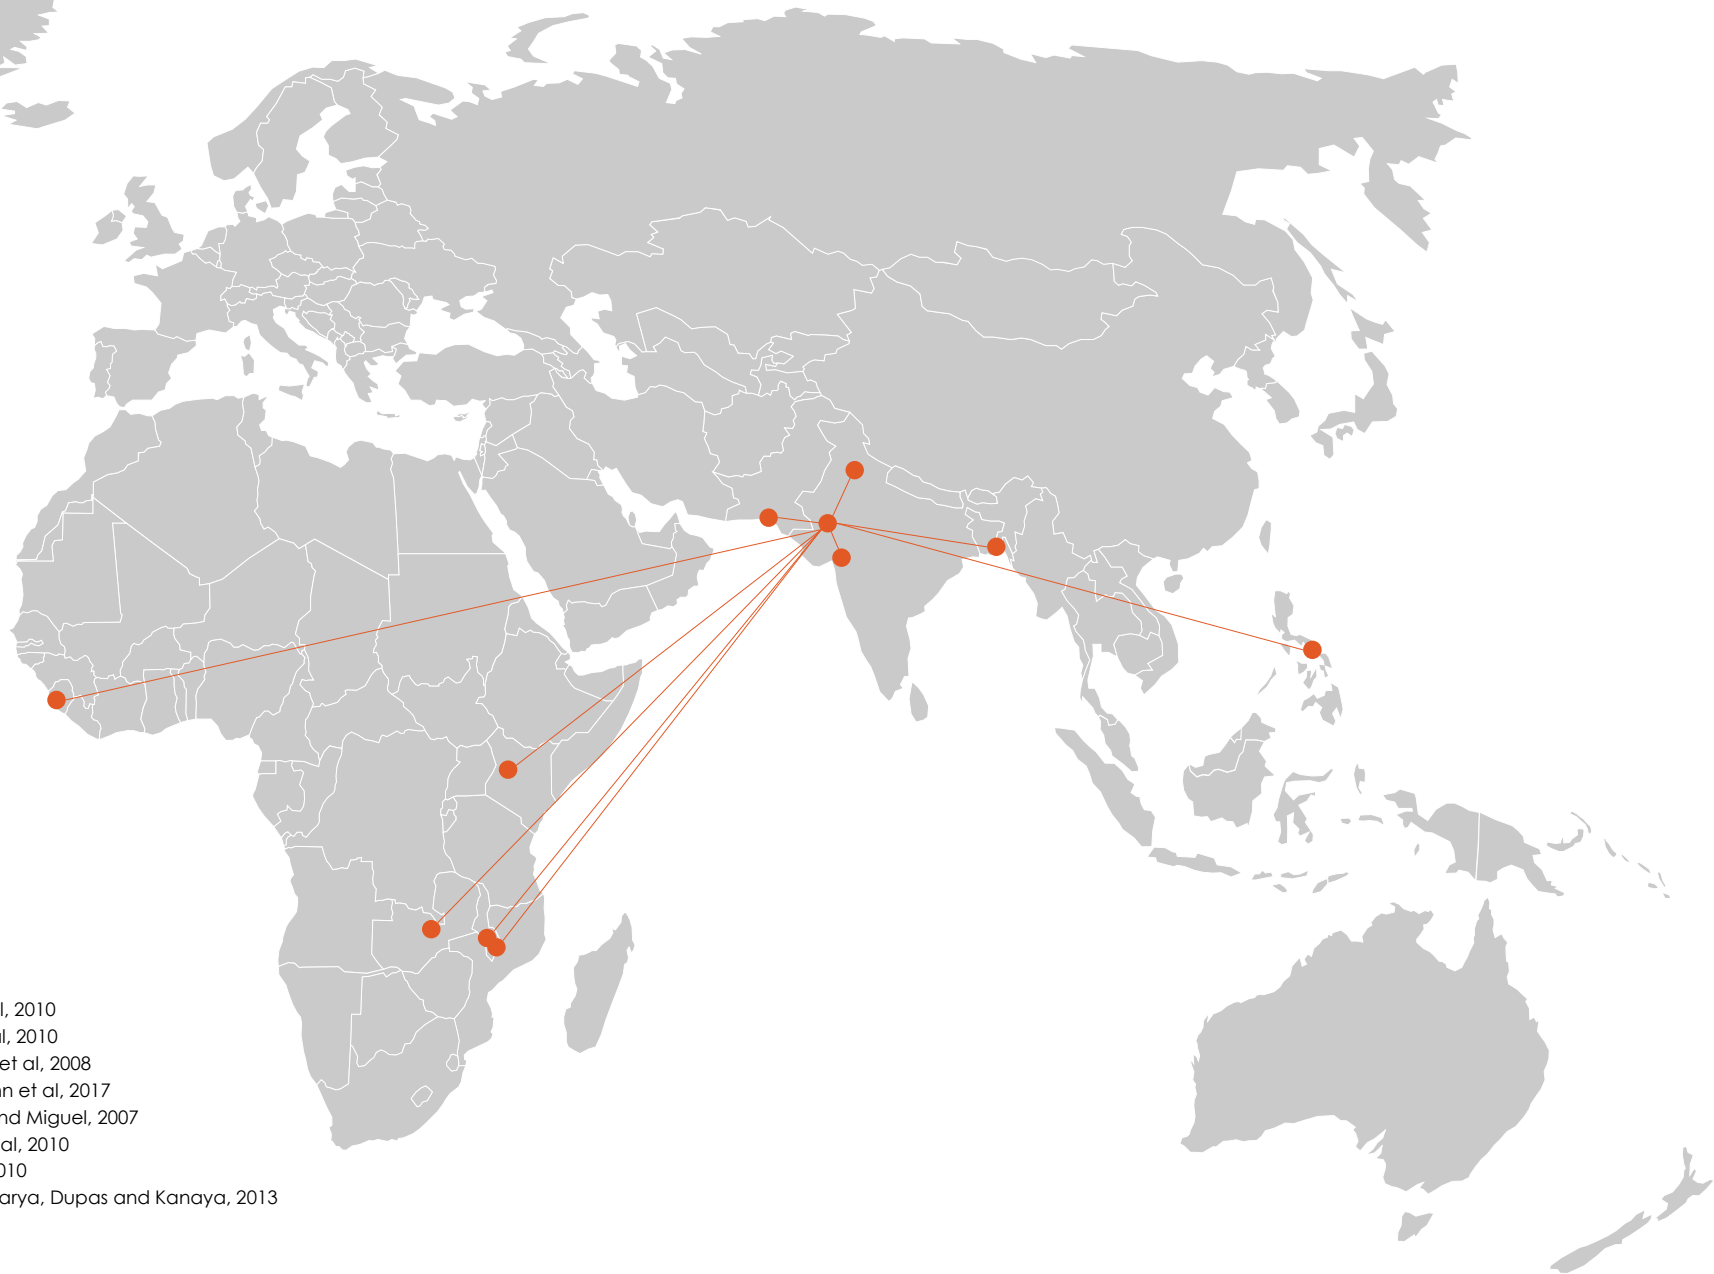 l, 2010
al, 2010
et al, 2008
nn et al, 2017
nd Miguel, 2007
al, 2010
010
arya, Dupas and Kanaya, 2013